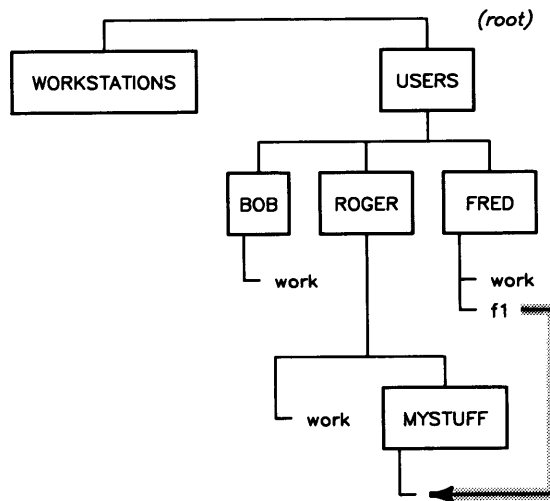 (root)
WORKSTATIONS
USERS
BOB
ROGER
FRED
work
work
f1
work
MYSTUFF